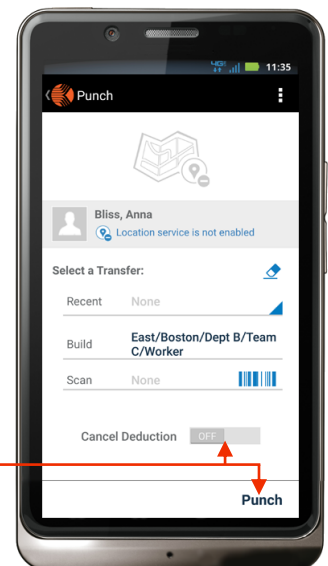 4G 11:35
Punch
Bliss, Anna
Location service is not enabled
Select a Transfer:
Recent None
Build East/Boston/Dept B/Team
C/Worker
Scan None
Cancel Deduction OFF
Punch